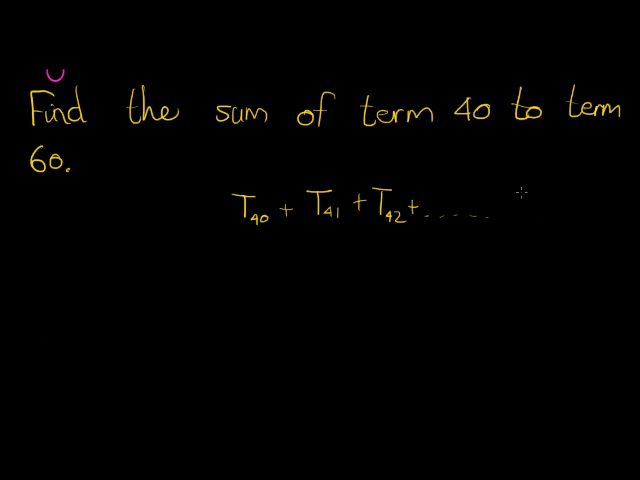 Find the sum of term 40 to term
60.
T₄₀ + T₄₁ + T₄₂ + ......